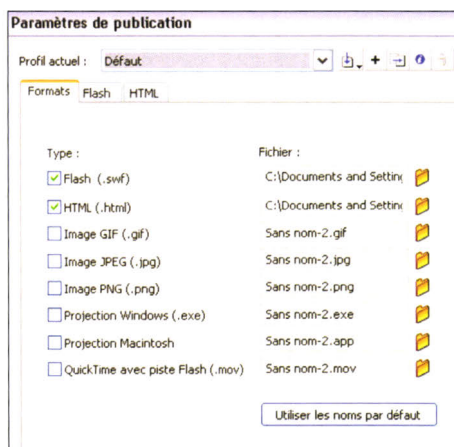 Paramètres de publication
Profil actuel : Défaut
Formats Flash HTML
Type : Fichier :
Flash (.swf) C:\Documents and Setting
HTML (.html) C:\Documents and Setting
Image GIF (.gif) Sans nom-2.gif
Image JPEG (.jpg) Sans nom-2.jpg
Image PNG (.png) Sans nom-2.png
Projection Windows (.exe) Sans nom-2.exe
Projection Macintosh Sans nom-2.app
QuickTime avec piste Flash (.mov) Sans nom-2.mov
Utiliser les noms par défaut